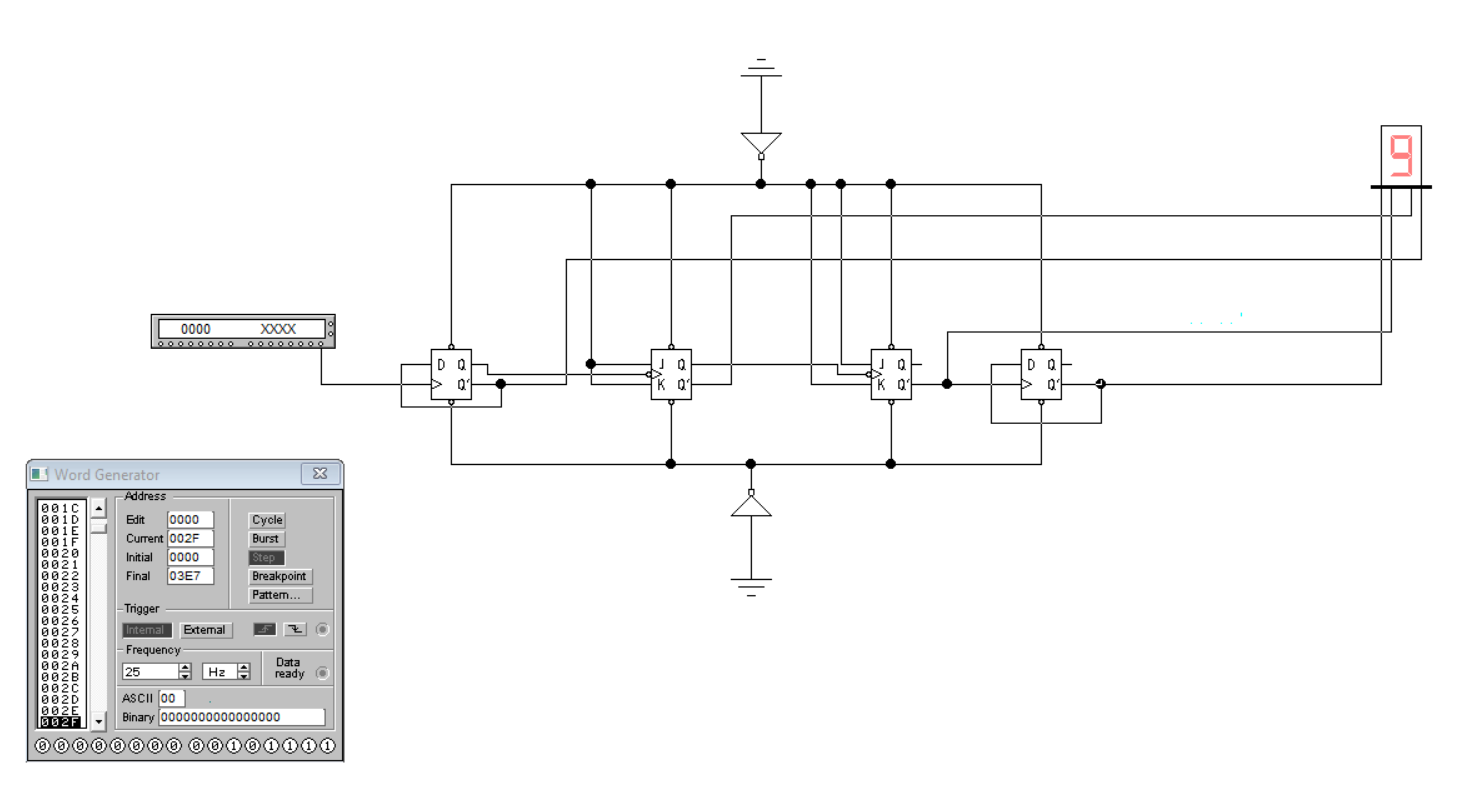 9
0000 XXXX
D Q
Q'
J Q
K Q'
J Q
K Q'
D Q
Q'
Word Generator
Address
001C
001D
001E
001F
0020
0021
0022
0023
0024
0025
0026
0027
0028
0029
002A
002B
002C
002D
002E
002F
Edit 0000
Current 002F
Initial 0000
Final 03E7
Cycle
Burst
Step
Breakpoint
Pattern...
Trigger
Internal External
Frequency
25 Hz
Data
ready
ASCII 00 .
Binary 0000000000000000
0 0 0 0 0 0 0 0 0 0 1 0 1 1 1 1